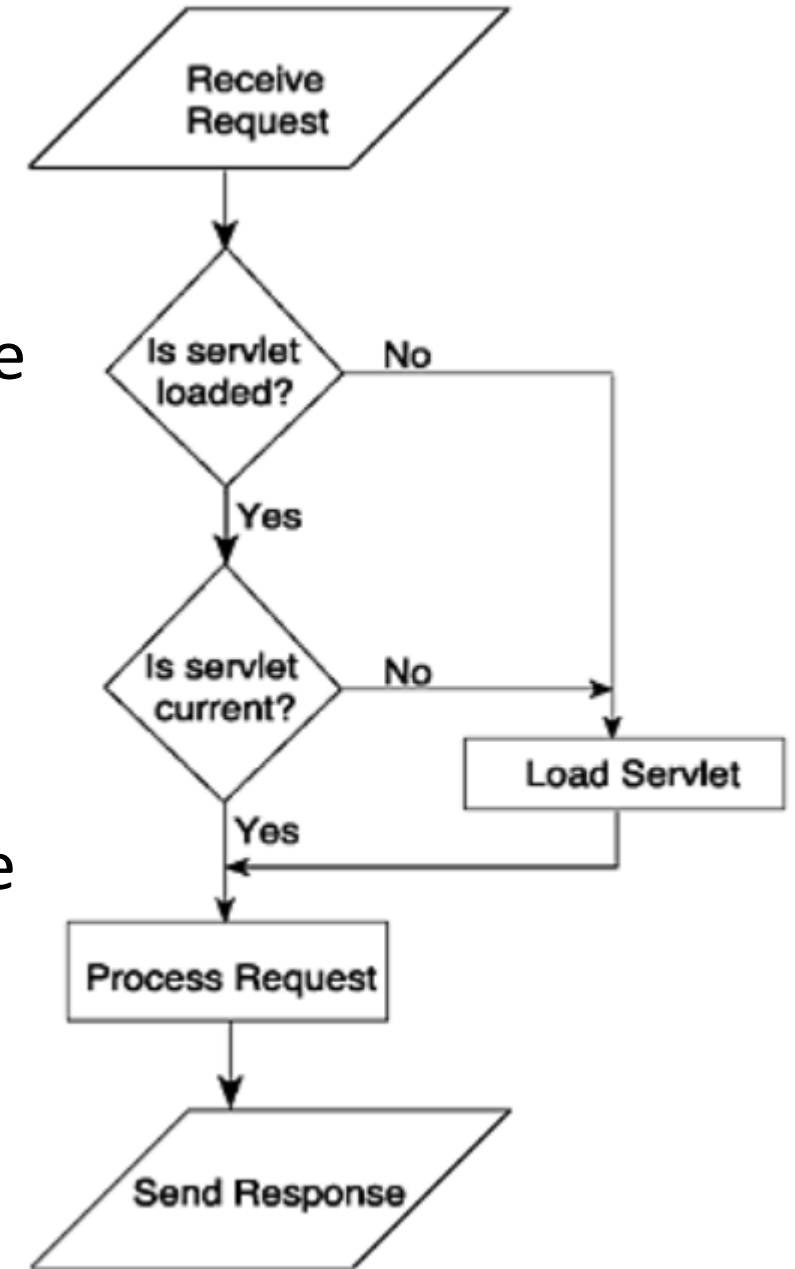 Receive
Request
e
Is servlet
loaded?
No
Yes
Is servlet
current?
No
Load Servlet
Yes
e
Process Request
Send Response